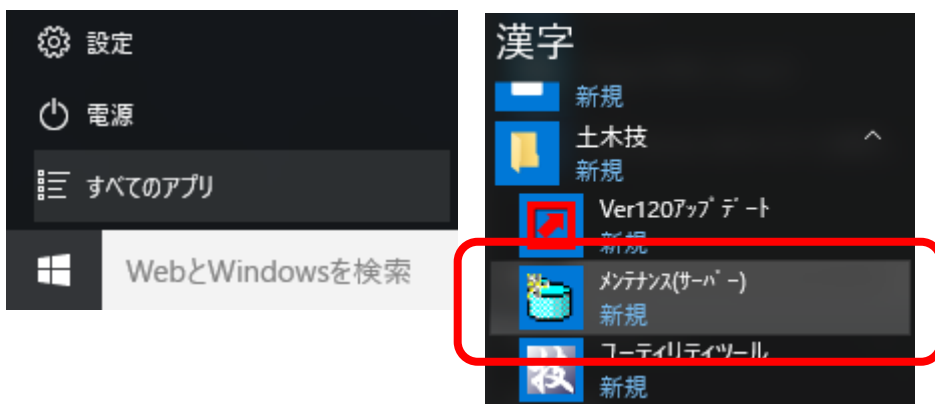 設定
電源
すべてのアプリ
WebとWindowsを検索
漢字
新規
土木技
新規
Ver120ｱｯﾌﾟﾃﾞｰﾄ
新規
ﾒﾝﾃﾅﾝｽ(ｻｰﾊﾞｰ)
新規
ユーティリティツール
技
新規